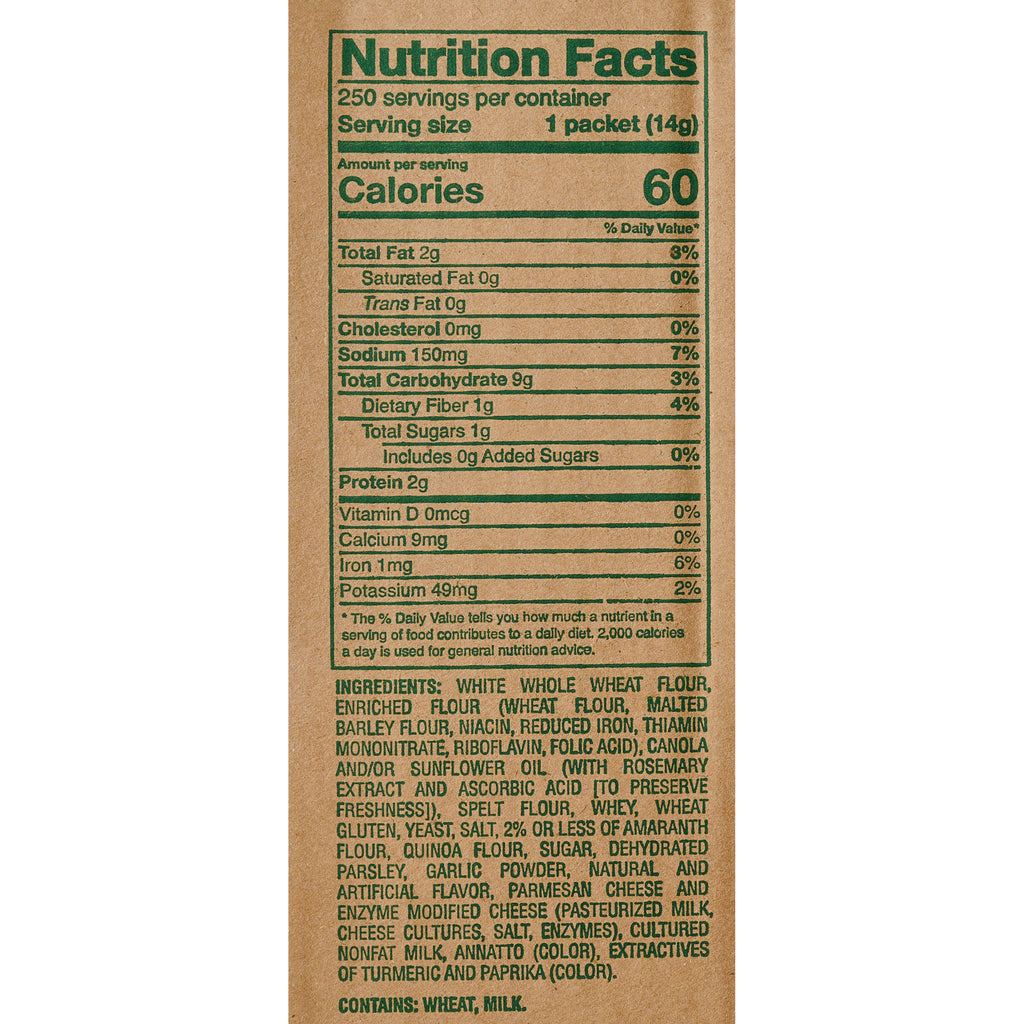 Nutrition Facts
250 servings per container
Serving size 1 packet (14g)
Amount per serving
Calories 60
% Daily Value*
Total Fat 2g 3%
Saturated Fat 0g 0%
Trans Fat 0g
Cholesterol 0mg 0%
Sodium 150mg 7%
Total Carbohydrate 9g 3%
Dietary Fiber 1g 4%
Total Sugars 1g
Includes 0g Added Sugars 0%
Protein 2g
Vitamin D 0mcg 0%
Calcium 9mg 0%
Iron 1mg 6%
Potassium 49mg 2%
* The % Daily Value tells you how much a nutrient in a
serving of food contributes to a daily diet. 2,000 calories
a day is used for general nutrition advice.
INGREDIENTS: WHITE WHOLE WHEAT FLOUR,
ENRICHED FLOUR (WHEAT FLOUR, MALTED
BARLEY FLOUR, NIACIN, REDUCED IRON, THIAMIN
MONONITRATE, RIBOFLAVIN, FOLIC ACID), CANOLA
AND/OR SUNFLOWER OIL (WITH ROSEMARY
EXTRACT AND ASCORBIC ACID [TO PRESERVE
FRESHNESS]), SPELT FLOUR, WHEY, WHEAT
GLUTEN, YEAST, SALT, 2% OR LESS OF AMARANTH
FLOUR, QUINOA FLOUR, SUGAR, DEHYDRATED
PARSLEY, GARLIC POWDER, NATURAL AND
ARTIFICIAL FLAVOR, PARMESAN CHEESE AND
ENZYME MODIFIED CHEESE (PASTEURIZED MILK,
CHEESE CULTURES, SALT, ENZYMES), CULTURED
NONFAT MILK, ANNATTO (COLOR), EXTRACTIVES
OF TURMERIC AND PAPRIKA (COLOR).
CONTAINS: WHEAT, MILK.